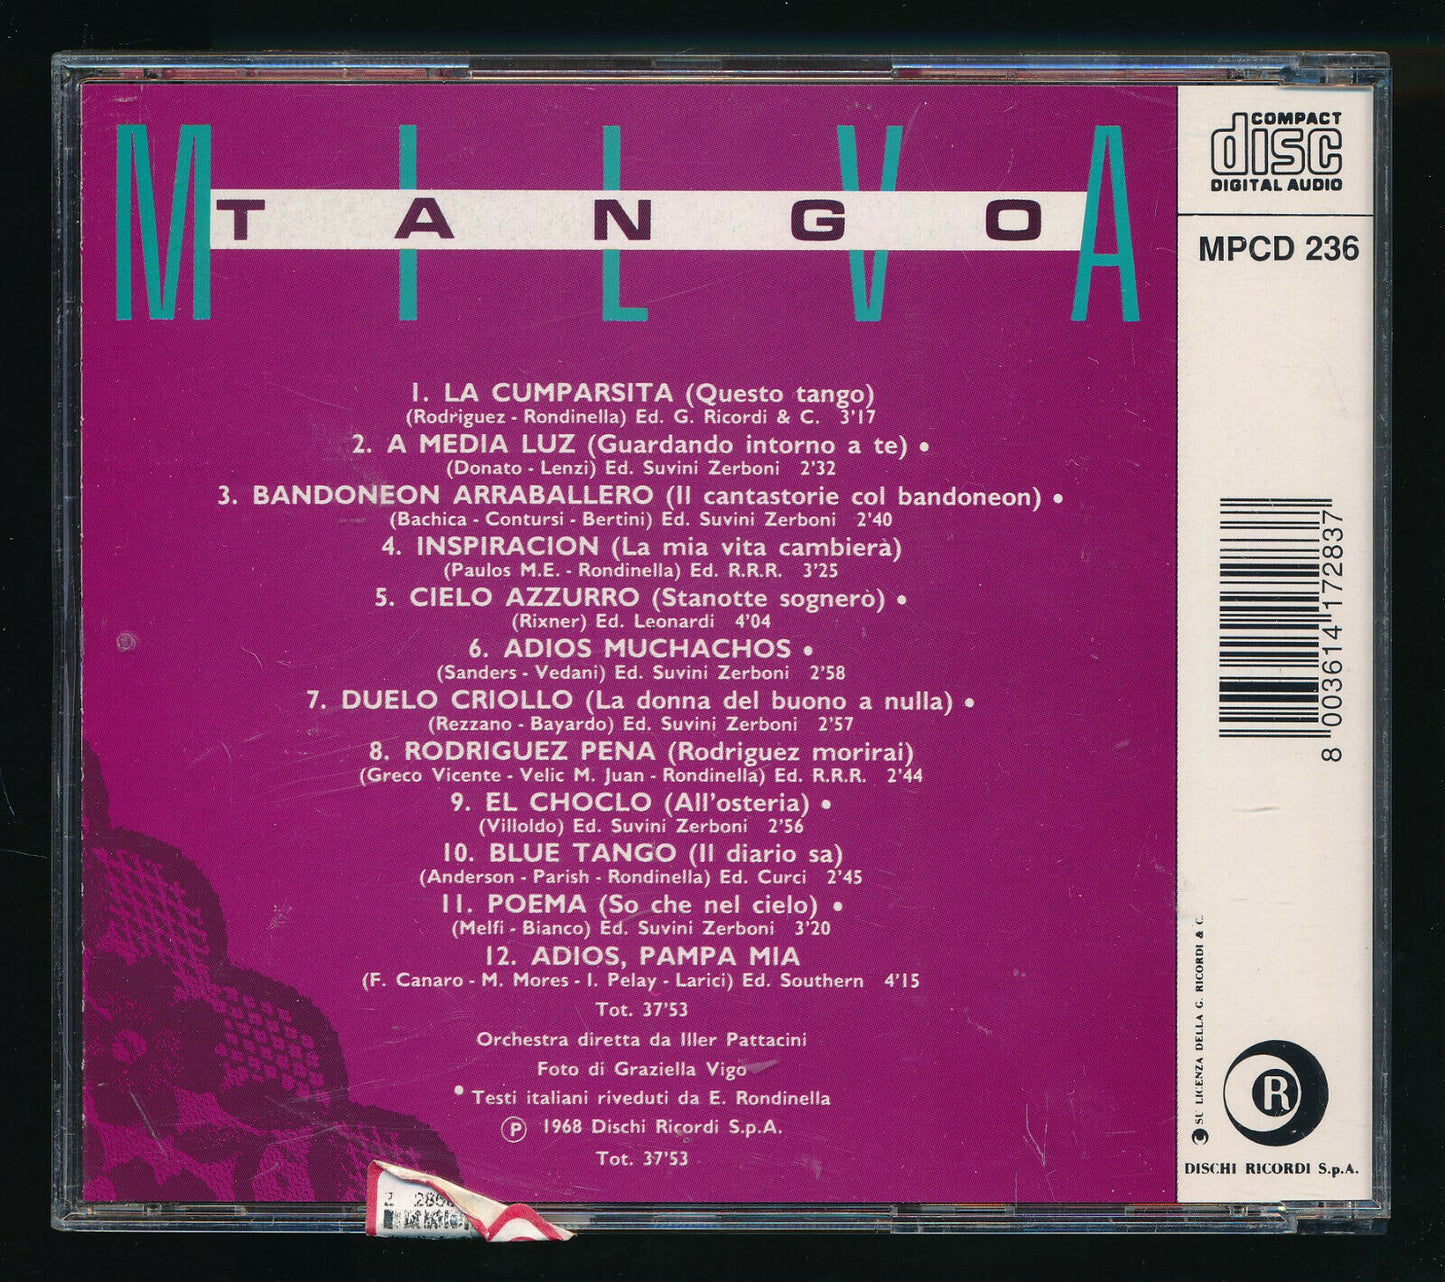 MILVA
TANGO
1. LA CUMPARSITA (Questo tango)
(Rodriguez - Rondinella) Ed. G. Ricordi & C. 3'17
2. A MEDIA LUZ (Guardando intorno a te) •
(Donato - Lenzi) Ed. Suvini Zerboni 2'32
3. BANDONEON ARRABALLERO (Il cantastorie col bandoneon) •
(Bachica - Contursi - Bertini) Ed. Suvini Zerboni 2'40
4. INSPIRACION (La mia vita cambierà)
(Paulos M.E. - Rondinella) Ed. R.R.R. 3'25
5. CIELO AZZURRO (Stanotte sognerò) •
(Rixner) Ed. Leonardi 4'04
6. ADIOS MUCHACHOS •
(Sanders - Vedani) Ed. Suvini Zerboni 2'58
7. DUELO CRIOLLO (La donna del buono a nulla) •
(Rezzano - Bayardo) Ed. Suvini Zerboni 2'57
8. RODRIGUEZ PENA (Rodriguez morirai)
(Greco Vicente - Velic M. Juan - Rondinella) Ed. R.R.R. 2'44
9. EL CHOCLO (All'osteria) •
(Villoldo) Ed. Suvini Zerboni 2'56
10. BLUE TANGO (Il diario sa)
(Anderson - Parish - Rondinella) Ed. Curci 2'45
11. POEMA (So che nel cielo) •
(Melfi - Bianco) Ed. Suvini Zerboni 3'20
12. ADIOS, PAMPA MIA
(F. Canaro - M. Mores - I. Pelay - Larici) Ed. Southern 4'15
Tot. 37'53
Orchestra diretta da Iller Pattacini
Foto di Graziella Vigo
• Testi italiani riveduti da E. Rondinella
Ⓟ 1968 Dischi Ricordi S.p.A.
Tot. 37'53
COMPACT
disc
DIGITAL AUDIO
MPCD 236
8 003614 172837
SU LICENZA DELLA G. RICORDI & C.
R
DISCHI RICORDI S.p.A.